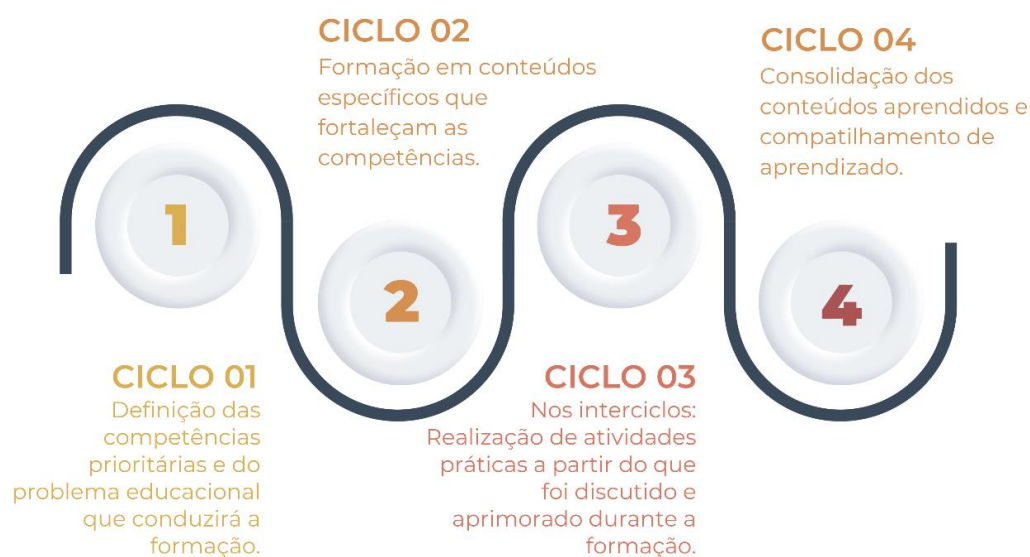 CICLO 02
Formação em conteúdos
específicos que
fortaleçam as
competências.
CICLO 04
Consolidação dos
conteúdos aprendidos e
compatilhamento de
aprendizado.
1
2
3
4
CICLO 01
Definição das
competências
prioritárias e do
problema educacional
que conduzirá a
formação.
CICLO 03
Nos interciclos:
Realização de atividades
práticas a partir do que
foi discutido e
aprimorado durante a
formação.